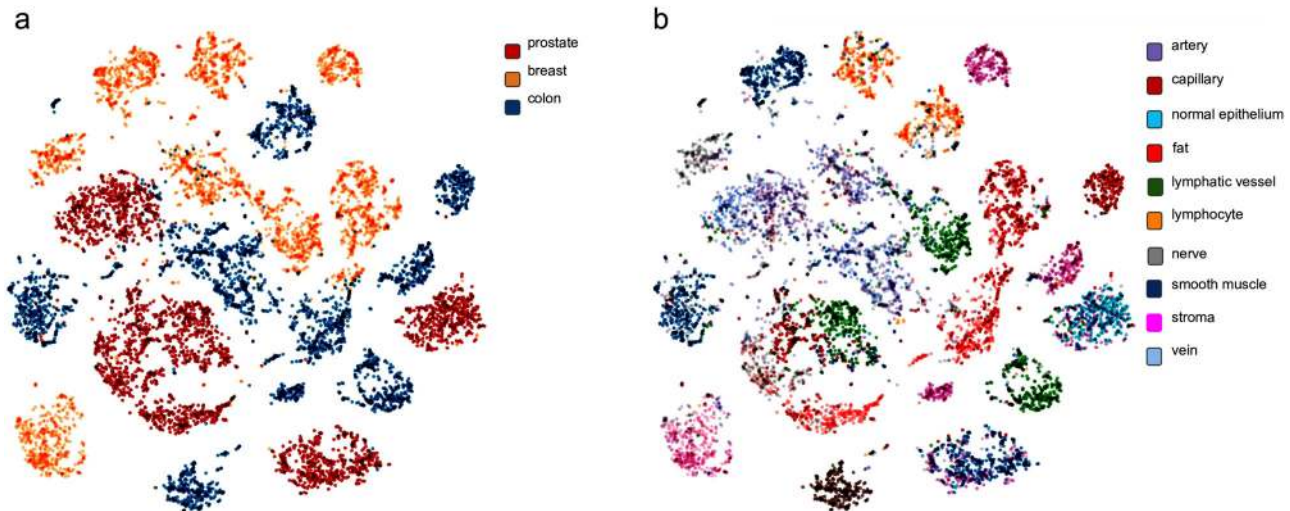 a
prostate
breast
colon
b
artery
capillary
normal epithelium
fat
lymphatic vessel
lymphocyte
nerve
smooth muscle
stroma
vein